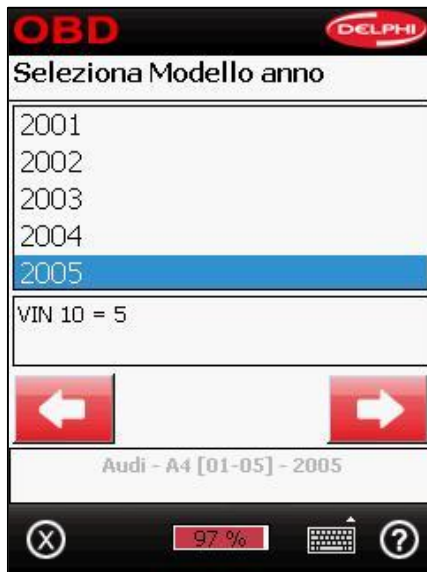 OBD
DELPHI
Seleziona Modello anno
2001
2002
2003
2004
2005
VIN 10 = 5
Audi - A4 [01-05] - 2005
X
97 %
?